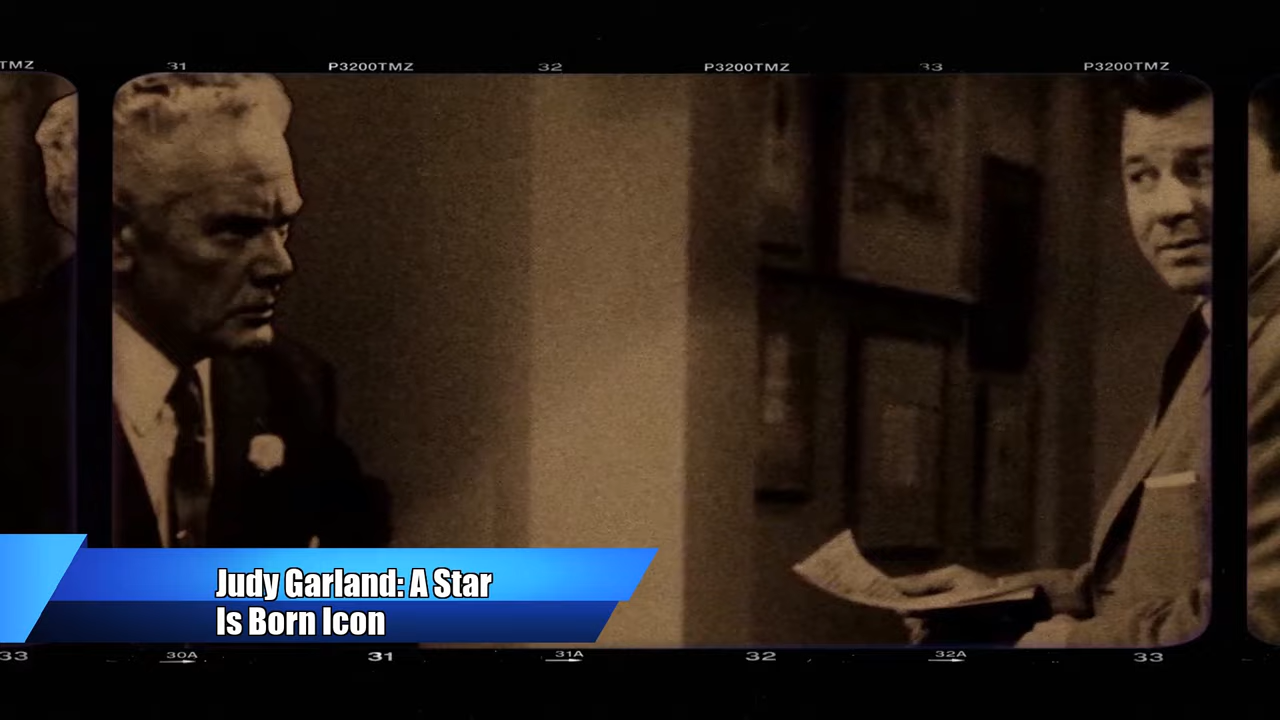 TMZ 31 P3200TMZ 32 P3200TMZ 33 P3200TMZ
Judy Garland: A Star
Is Born Icon
33 30A 31 31A 32 32A 33